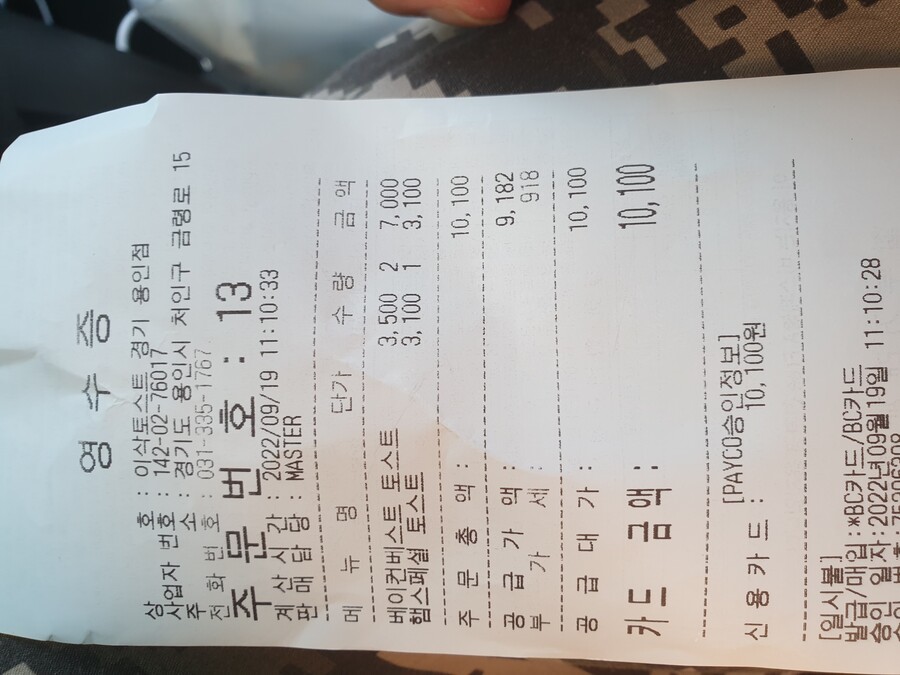 영 수 증
상 호 : 이삭토스트 경기 용인점
사업자 번호 : 142-02-76017
주 소 : 경기도 용인시 처인구 금령로 15
전 화 번 호 : 031-335-1767
주문 번호 : 13
계 산 시 간 : 2022/09/19 11:10:33
판 매 담 당 : MASTER
메 뉴 명 단가 수 량 금 액
베이컨베스트 토스트 3,500 2 7,000
햄스페셜 토스트 3,100 1 3,100
주 문 총 액 : 10,100
공 급 가 액 : 9,182
부 가 세 : 918
공 급 대 가 : 10,100
카드 금액 : 10,100
[PAYCO승인정보]
신 용 카 드 : 10,100원
[일시불]
발급/매입 : *BC카드/BC카드
승인 일자 : 2022년09월19일 11:10:28